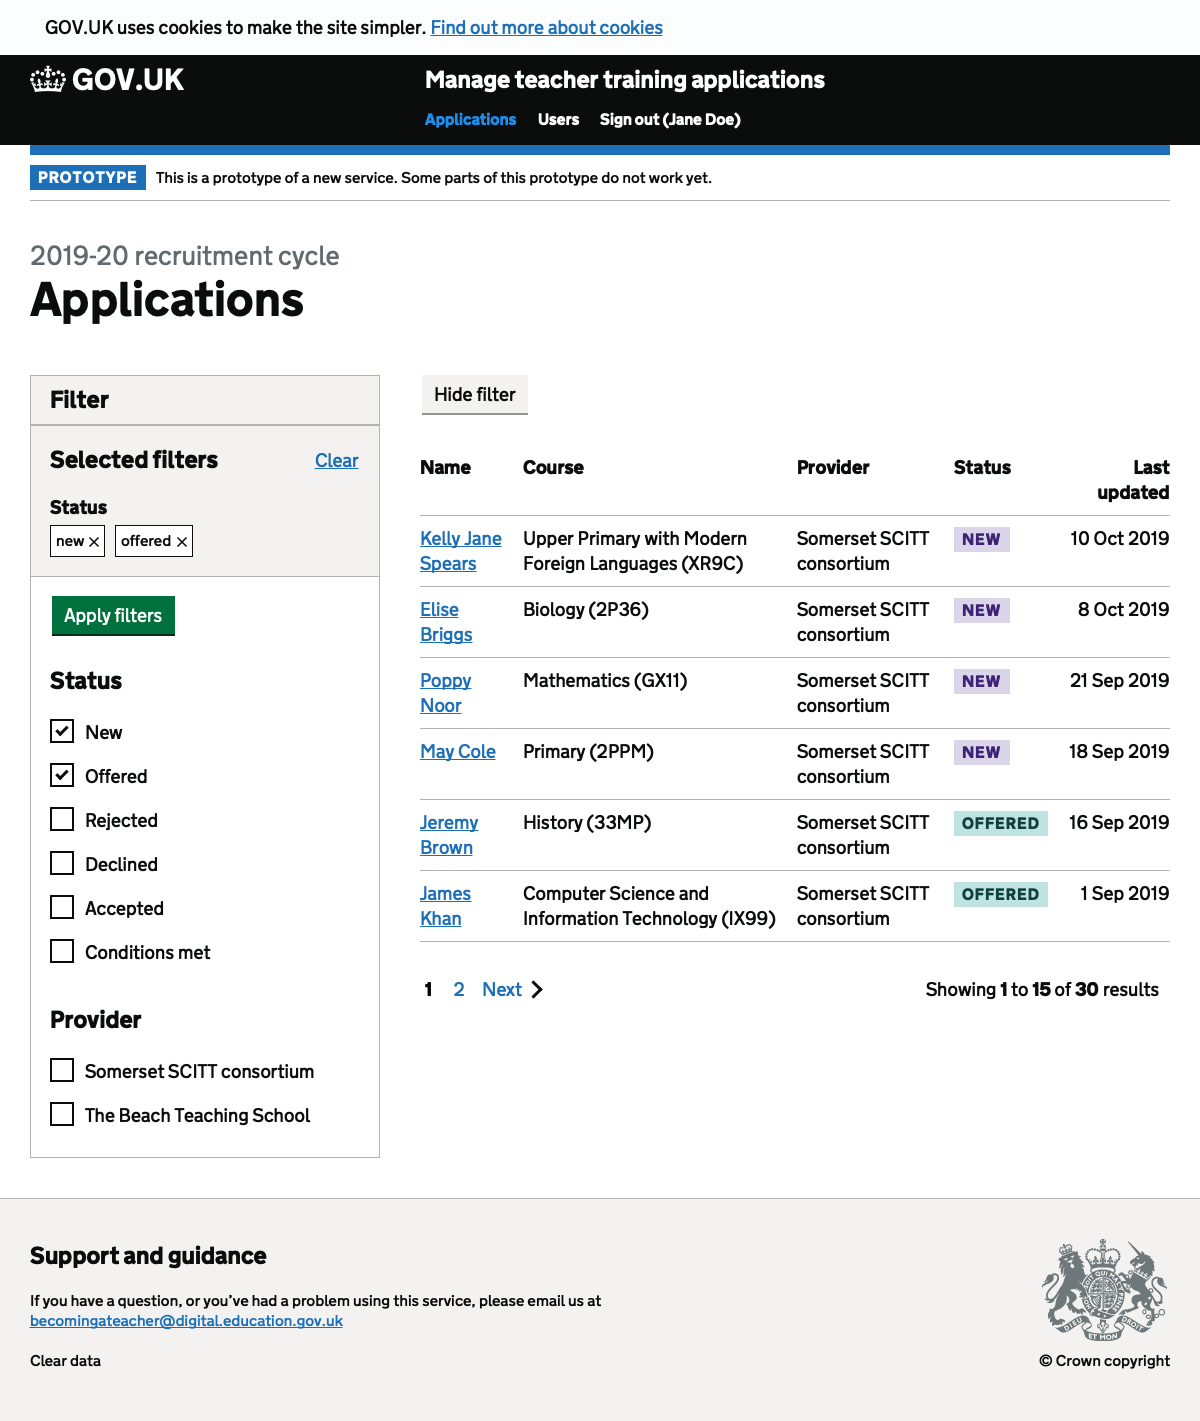 GOV.UK uses cookies to make the site simpler. Find out more about cookies
GOV.UK
Manage teacher training applications
Applications Users Sign out (Jane Doe)
PROTOTYPE This is a prototype of a new service. Some parts of this prototype do not work yet.
2019-20 recruitment cycle
Applications
Filter
Selected filters Clear
Status
new offered
Apply filters
Status
New
Offered
Rejected
Declined
Accepted
Conditions met
Provider
Somerset SCITT consortium
The Beach Teaching School
Hide filter
Name Course Provider Status Last
updated
Kelly Jane Upper Primary with Modern Somerset SCITT NEW 10 Oct 2019
Spears Foreign Languages (XR9C) consortium
Elise Biology (2P36) Somerset SCITT NEW 8 Oct 2019
Briggs consortium
Poppy Mathematics (GX11) Somerset SCITT NEW 21 Sep 2019
Noor consortium
May Cole Primary (2PPM) Somerset SCITT NEW 18 Sep 2019
consortium
Jeremy History (33MP) Somerset SCITT OFFERED 16 Sep 2019
Brown consortium
James Computer Science and Somerset SCITT OFFERED 1 Sep 2019
Khan Information Technology (IX99) consortium
1 2 Next Showing 1 to 15 of 30 results
Support and guidance
If you have a question, or you’ve had a problem using this service, please email us at
becomingateacher@digital.education.gov.uk
Clear data
DIEU ET MON DROIT
© Crown copyright